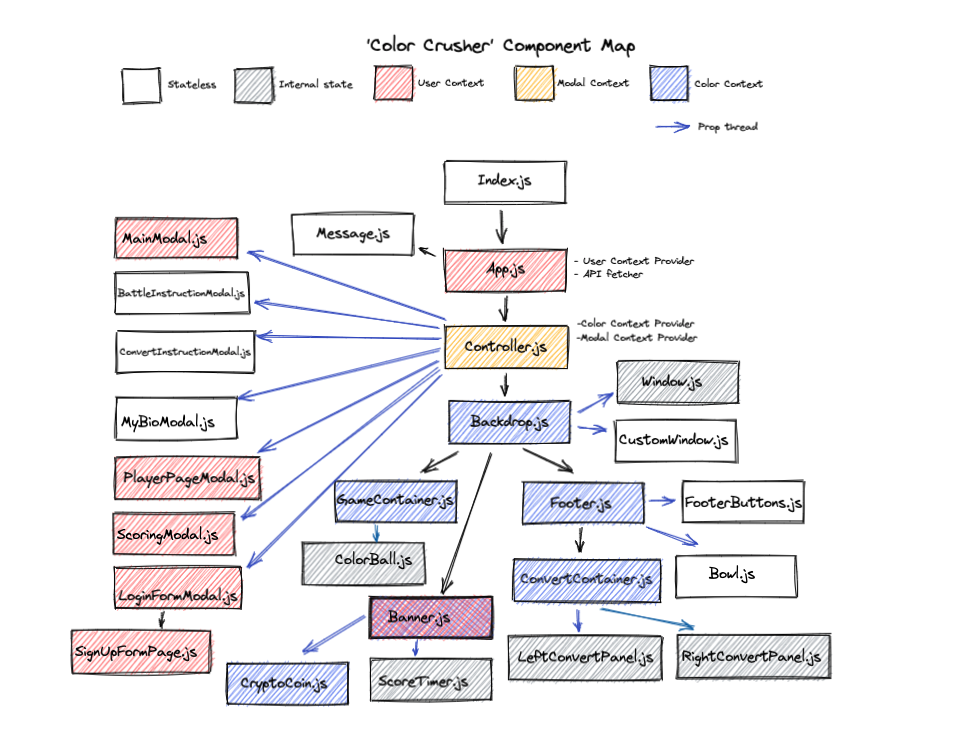 'Color Crusher' Component Map
Stateless
Internal state
User Context
Modal Context
Color Context
Prop thread
Index.js
Message.js
MainModal.js
App.js
- User Context Provider
- API fetcher
BattleInstructionModal.js
-Color Context Provider
-Modal Context Provider
Controller.js
ConvertInstructionModal.js
Window.js
MyBioModal.js
Backdrop.js
CustomWindow.js
PlayerPageModal.js
GameContainer.js
Footer.js
FooterButtons.js
ScoringModal.js
ColorBall.js
ConvertContainer.js
Bowl.js
LoginFormModal.js
Banner.js
SignUpFormPage.js
LeftConvertPanel.js
RightConvertPanel.js
CryptoCoin.js
ScoreTimer.js